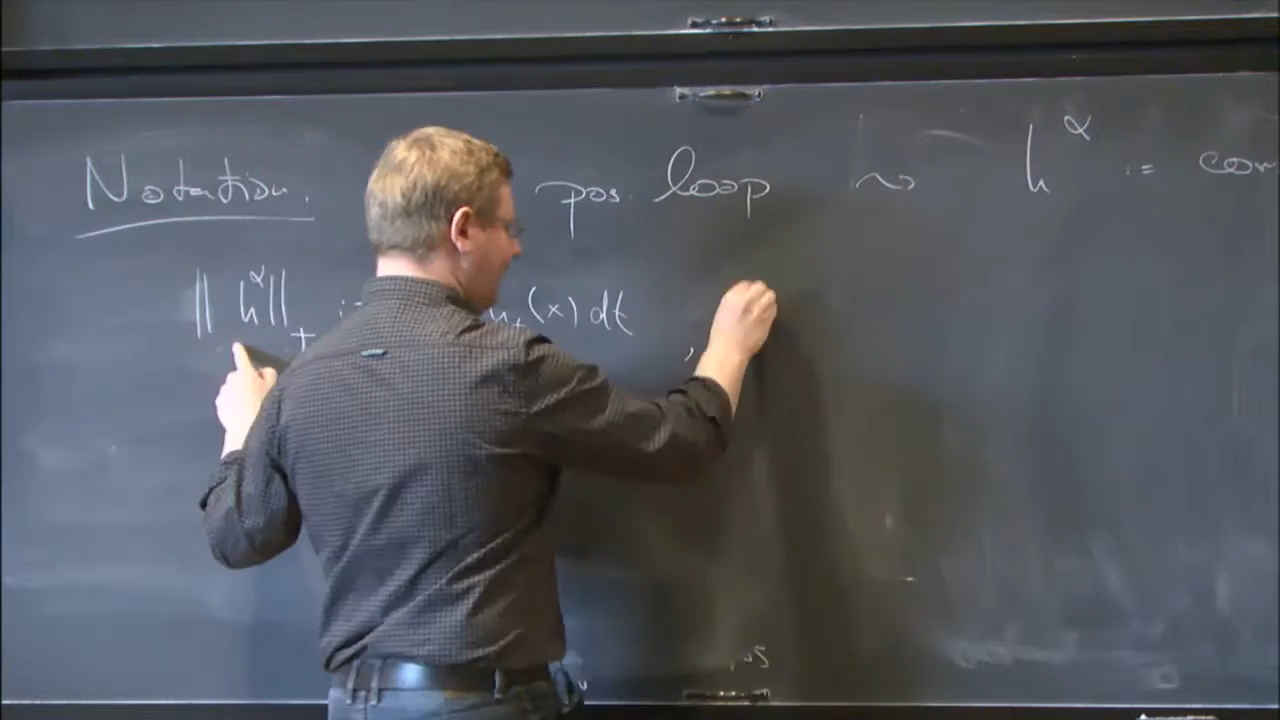 Notation. pos. loop ⇝ h^α := con
‖h^α‖₊ : u_t(x) dt ,